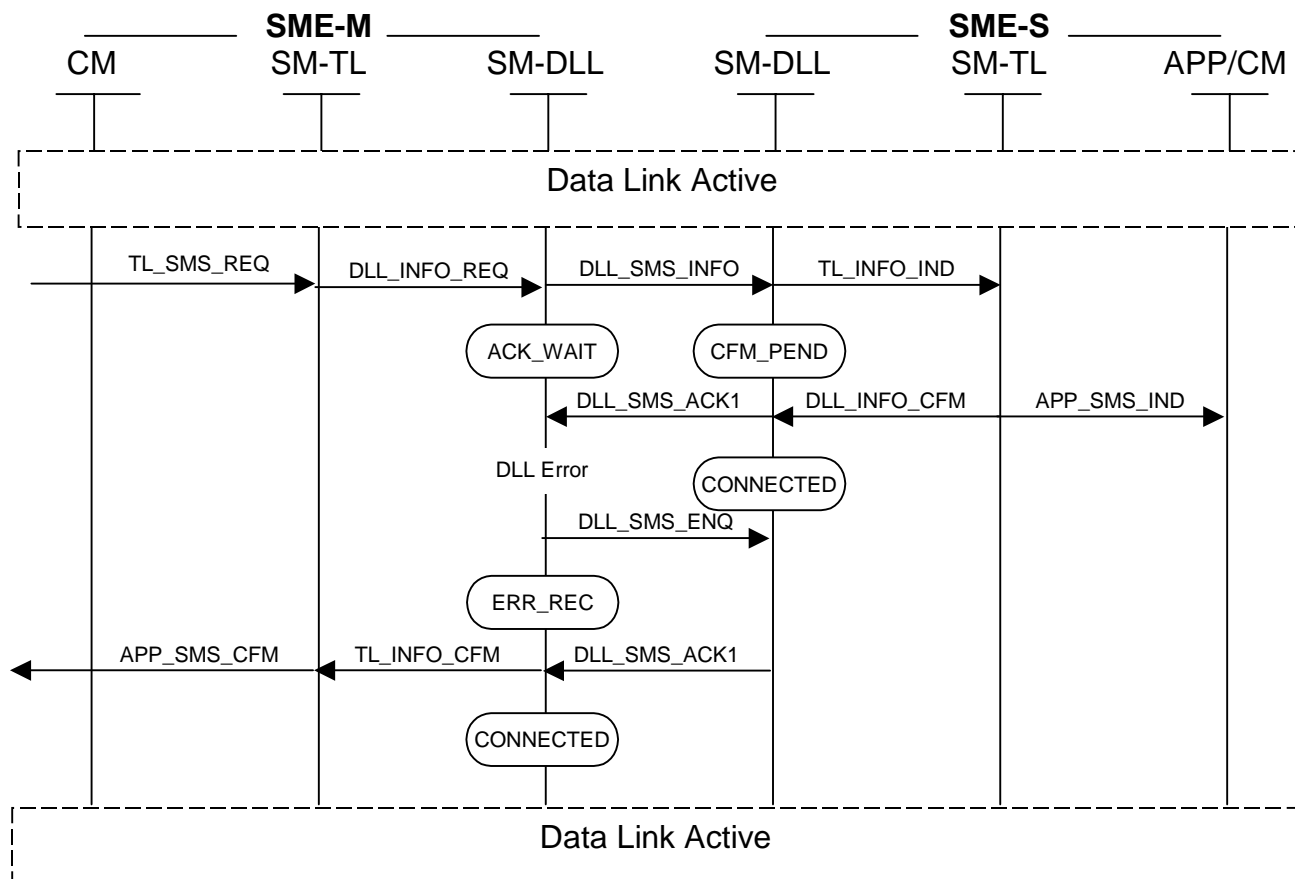 SME-M SME-S
CM SM-TL SM-DLL SM-DLL SM-TL APP/CM
Data Link Active
TL_SMS_REQ DLL_INFO_REQ DLL_SMS_INFO TL_INFO_IND
ACK_WAIT CFM_PEND
DLL_SMS_ACK1 DLL_INFO_CFM APP_SMS_IND
DLL Error
CONNECTED
DLL_SMS_ENQ
ERR_REC
APP_SMS_CFM TL_INFO_CFM DLL_SMS_ACK1
CONNECTED
Data Link Active